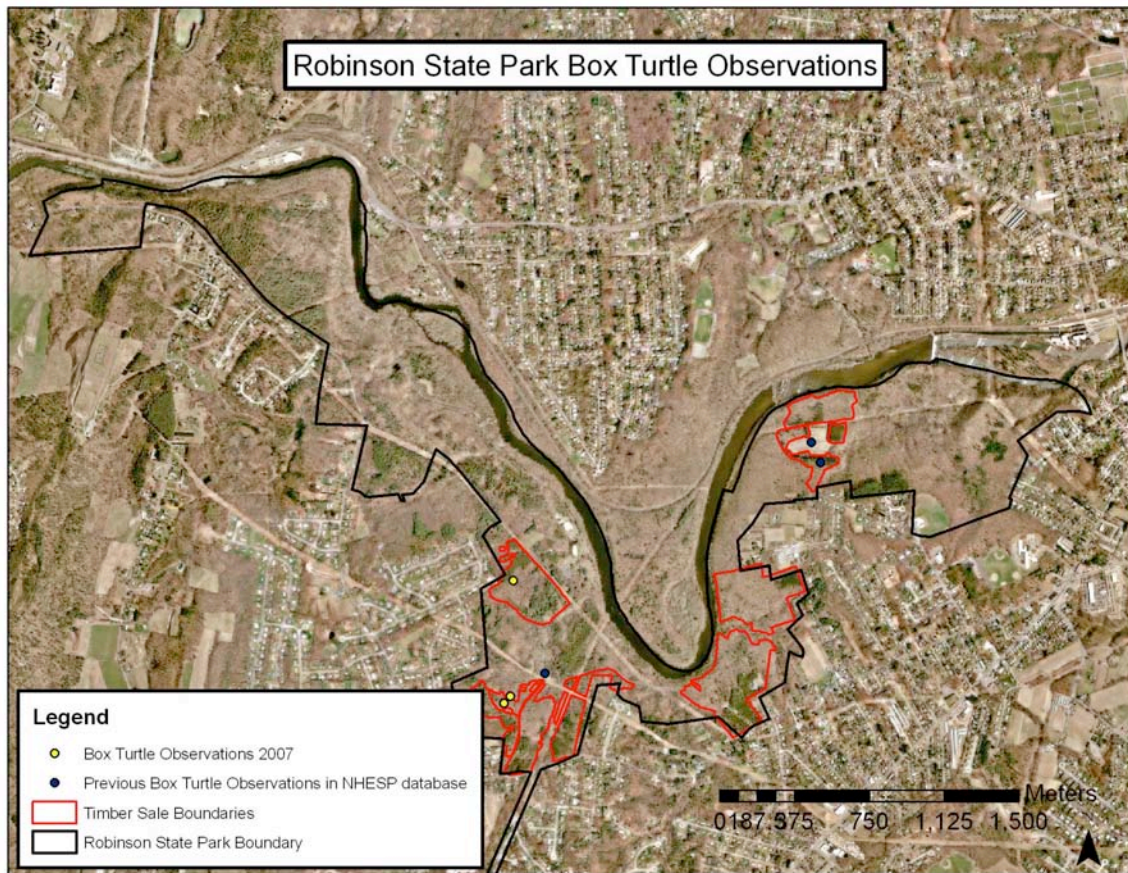 Robinson State Park Box Turtle Observations
Legend
Box Turtle Observations 2007
Previous Box Turtle Observations in NHESP database
Timber Sale Boundaries
Robinson State Park Boundary
Meters
0187.5375 750 1,125 1,500